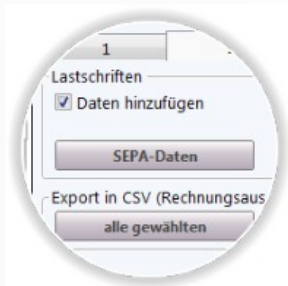 1
Lastschriften
Daten hinzufügen
SEPA-Daten
Export in CSV (Rechnungsaus
alle gewählten